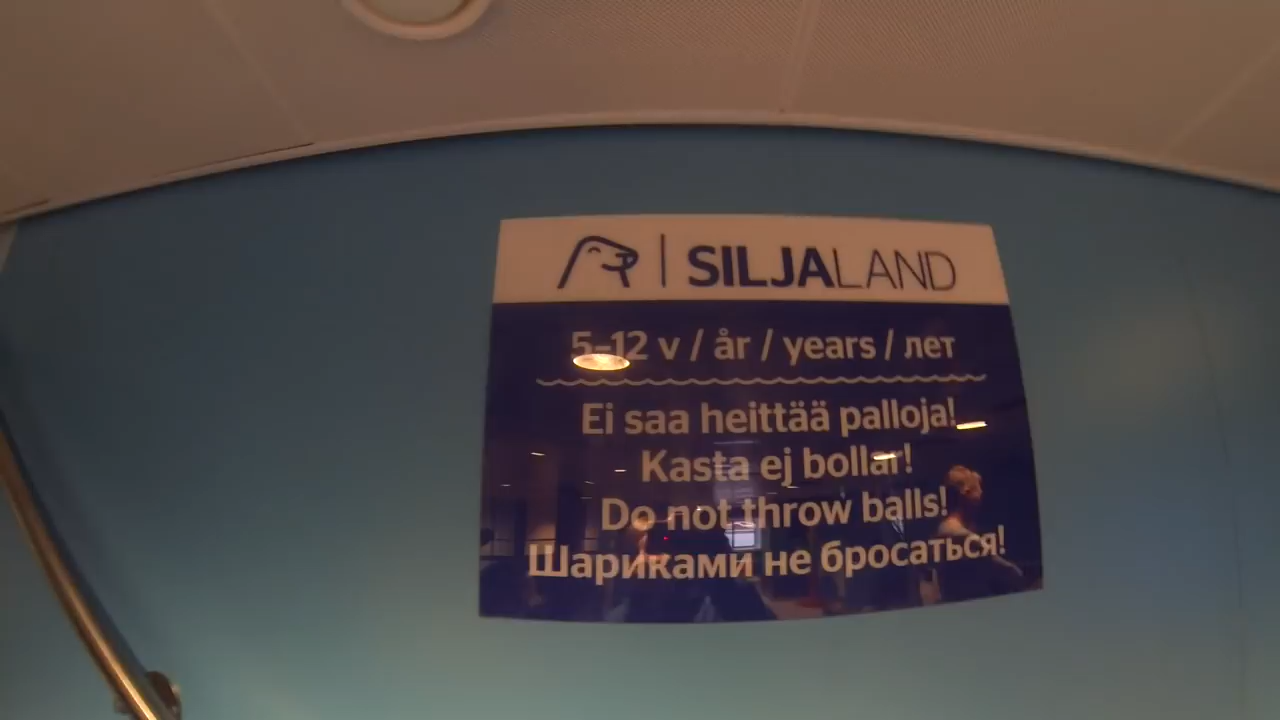 SILJALAND
5-12 v / år / years / лет
Ei saa heittää palloja!
Kasta ej bollar!
Do not throw balls!
Шариками не бросаться!